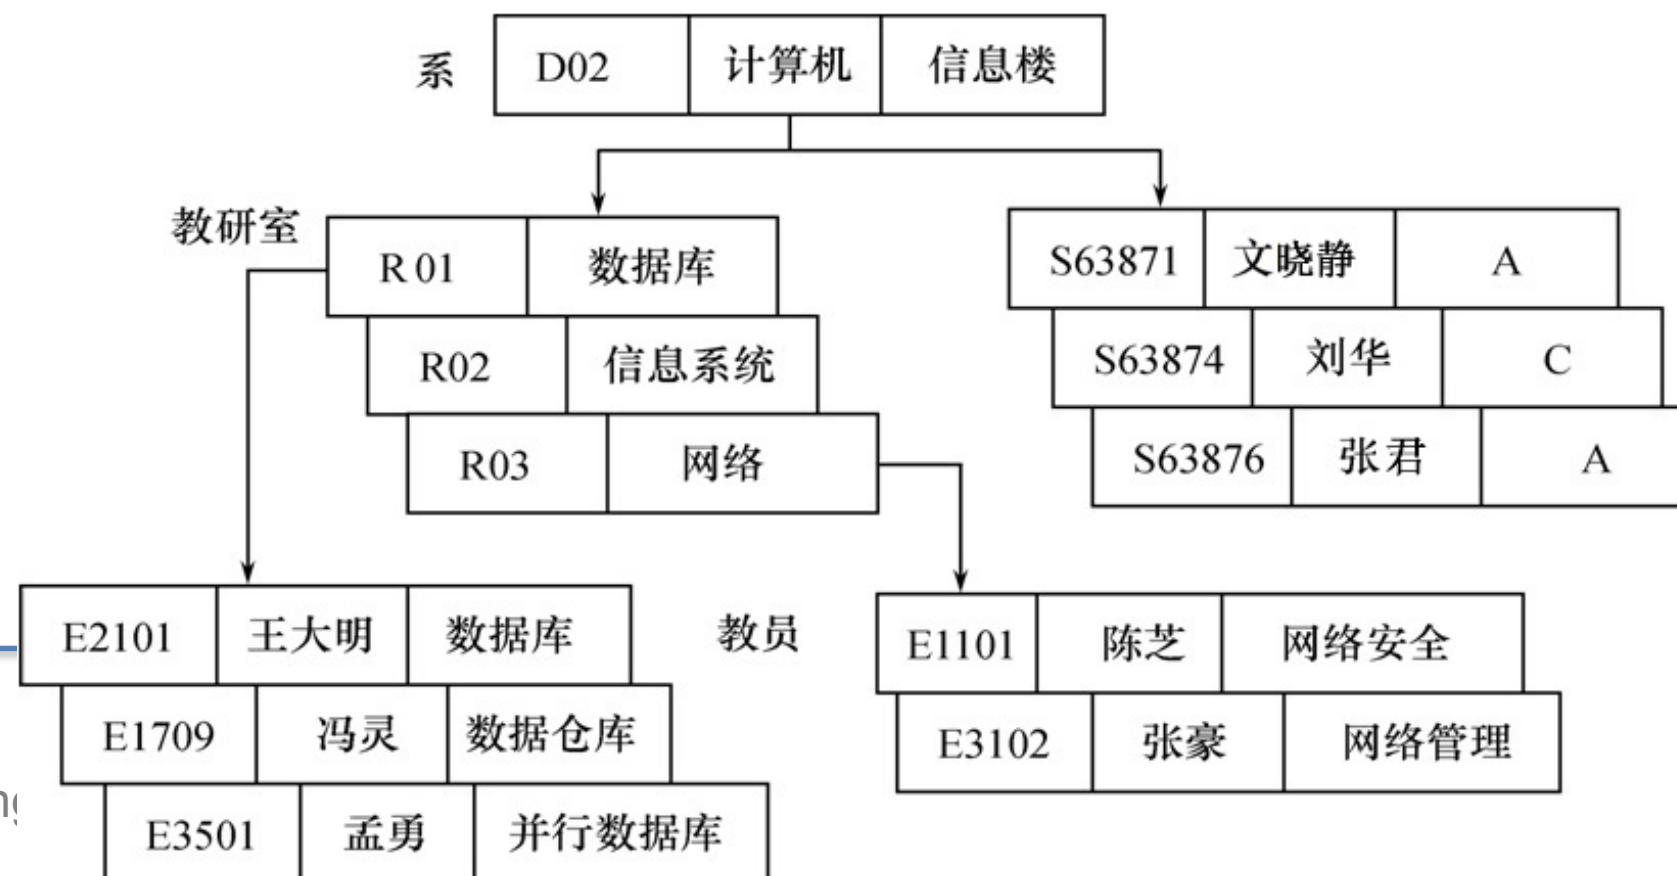 系 D02 计算机 信息楼
教研室 R 01 数据库
R02 信息系统
R03 网络
S63871 文晓静 A
S63874 刘华 C
S63876 张君 A
E2101 王大明 数据库
E1709 冯灵 数据仓库
E3501 孟勇 并行数据库
教员
E1101 陈芝 网络安全
E3102 张豪 网络管理